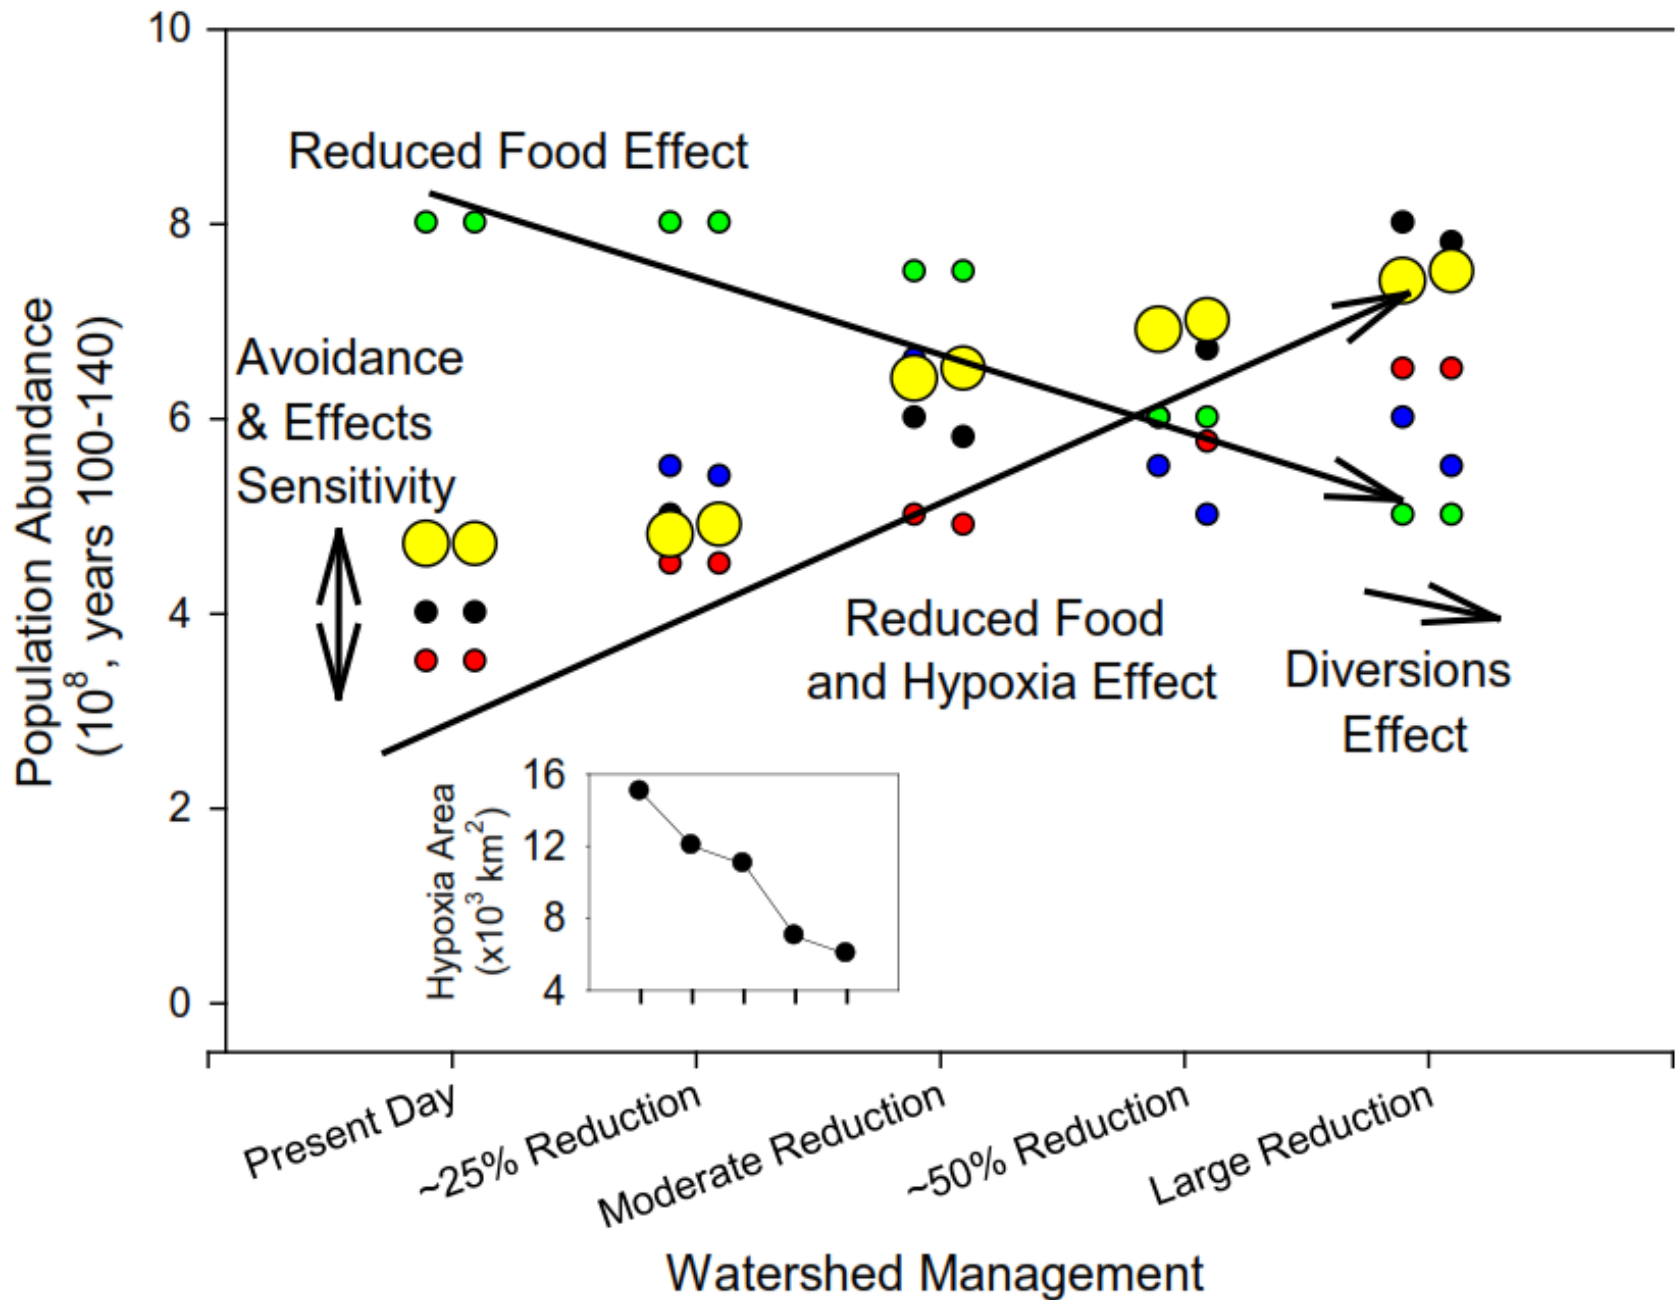 10
8
6
4
2
0
Population Abundance
(10⁸, years 100-140)
Reduced Food Effect
Avoidance
& Effects
Sensitivity
Reduced Food
and Hypoxia Effect
Diversions
Effect
Hypoxia Area
(x10³ km²)
16
12
8
4
Present Day
~25% Reduction
Moderate Reduction
~50% Reduction
Large Reduction
Watershed Management